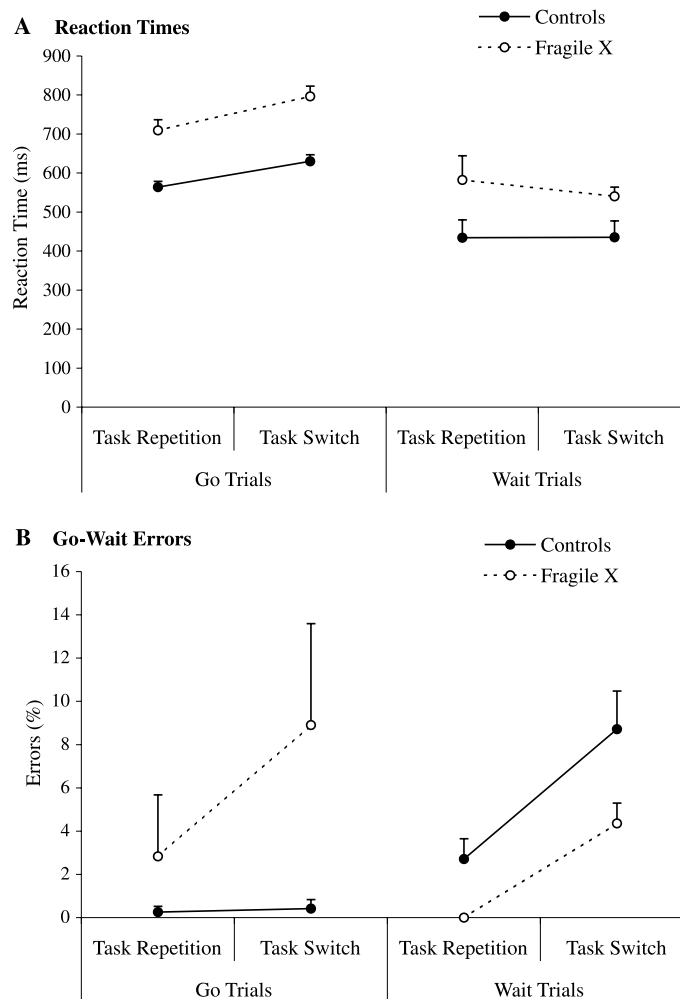 A Reaction Times
Controls
Fragile X
900
800
700
600
500
400
300
200
100
0
Reaction Time (ms)
Task Repetition Task Switch Task Repetition Task Switch
Go Trials Wait Trials
B Go-Wait Errors
Controls
Fragile X
16
14
12
10
8
6
4
2
0
Errors (%)
Task Repetition Task Switch Task Repetition Task Switch
Go Trials Wait Trials